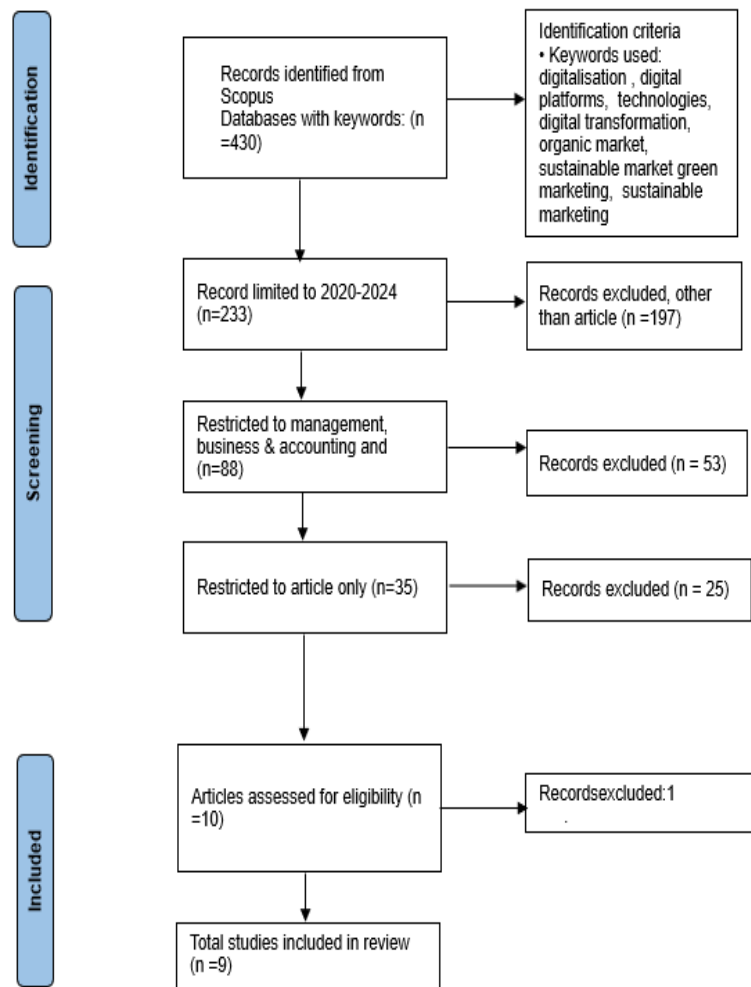 Identification
Records identified from
Scopus
Databases with keywords: (n
=430)
Identification criteria
• Keywords used:
digitalisation , digital
platforms, technologies,
digital transformation,
organic market,
sustainable market green
marketing, sustainable
marketing
Screening
Record limited to 2020-2024
(n=233)
Records excluded, other
than article (n =197)
Restricted to management,
business & accounting and
(n=88)
Records excluded (n = 53)
Restricted to article only (n=35)
Records excluded (n = 25)
Included
Articles assessed for eligibility (n
=10)
Recordsexcluded:1
.
Total studies included in review
(n =9)